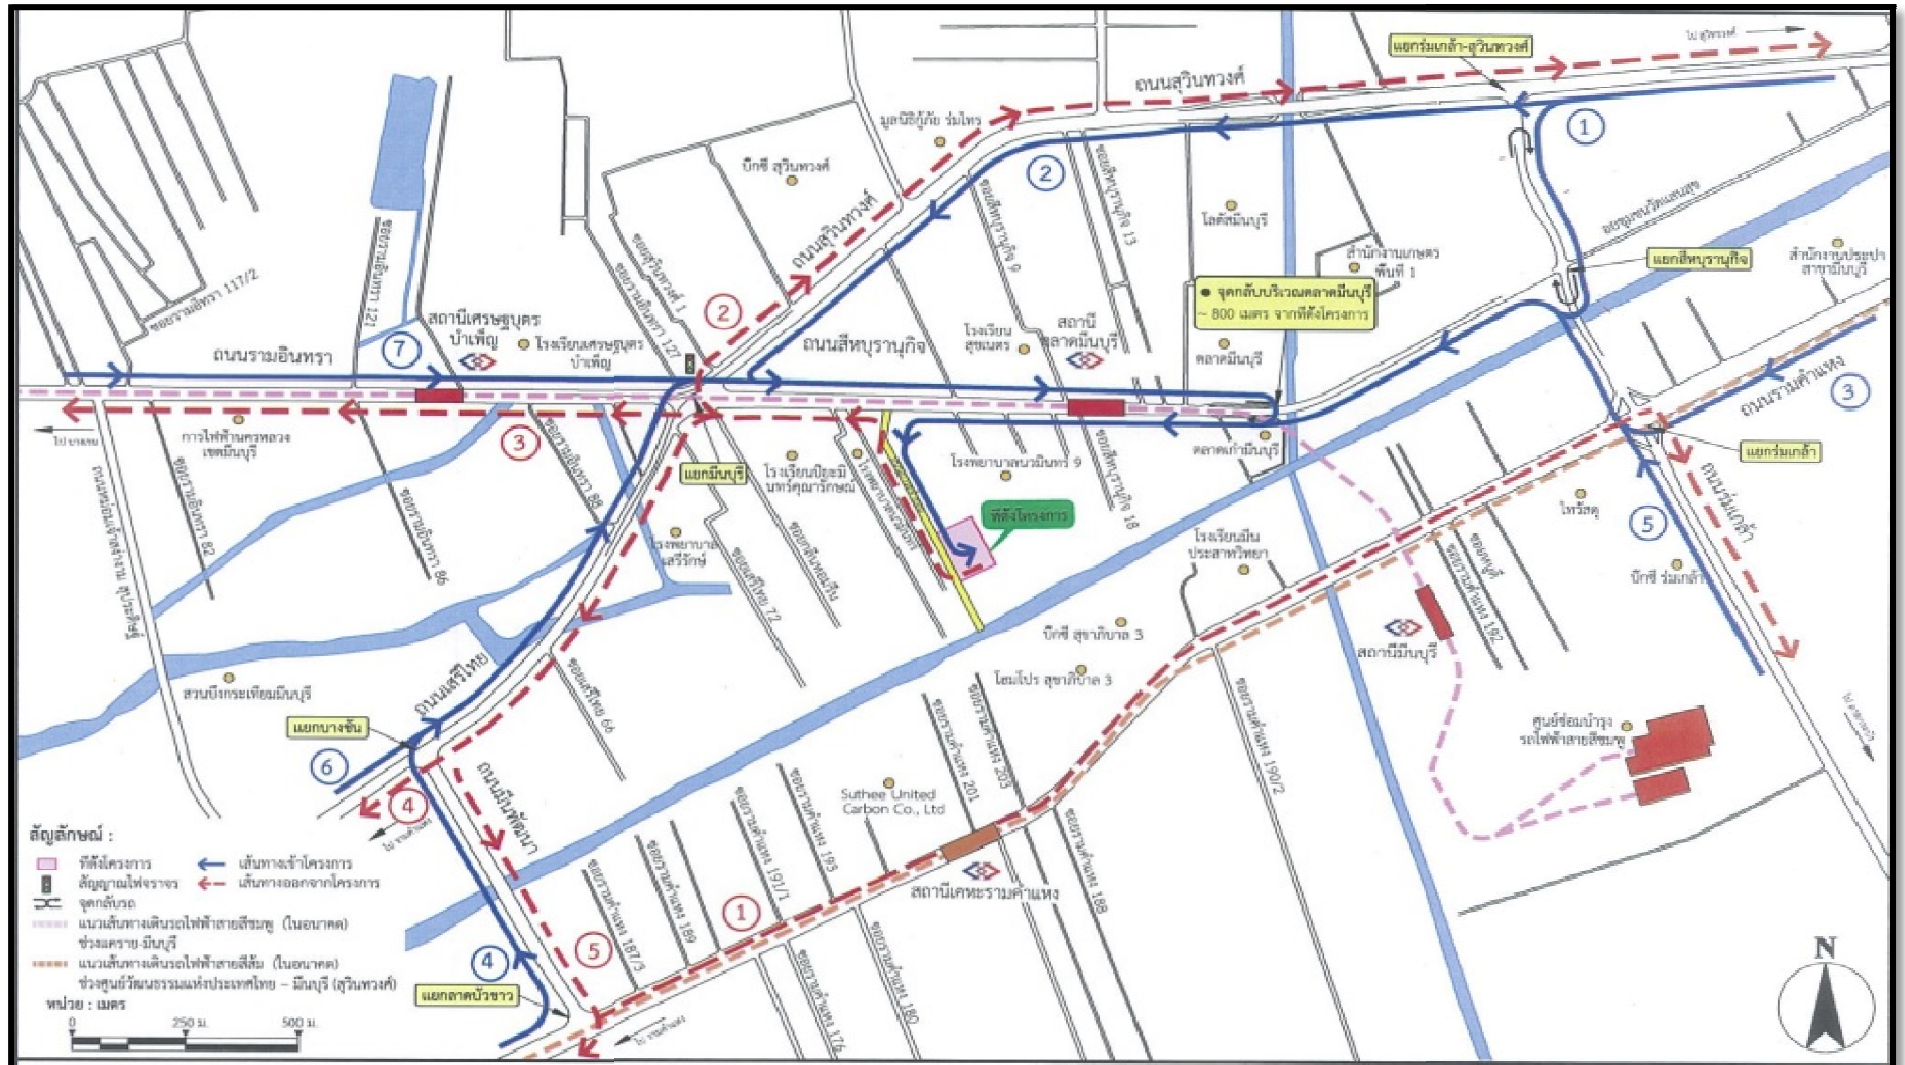 แยกร่มเกล้า-สุวินทวงศ์
ไป สุวินทวงศ์
ถนนสุวินทวงศ์
1
มูลนิธิกู้ภัย ร่มไทร
บิ๊กซี สุวินทวงศ์
2
ซอยสีหบุรานุกิจ 13
ซอยสีหบุรานุกิจ 9
โลตัสมีนบุรี
สำนักงานเกษตร
พื้นที่ 1
แยกสีหบุรานุกิจ
สำนักงานประปา
สาขามีนบุรี
ถนนสุวินทวงศ์
ซอยสุวินทวงศ์ 1
ซอยรามอินทรา 127
ซอยรามอินทรา 117/2
ซอยรามอินทรา 121
สถานีเศรษฐบุตร
บำเพ็ญ
โรงเรียนเศรษฐบุตร
บำเพ็ญ
2
● จุดกลับบริเวณตลาดมีนบุรี
~ 800 เมตร จากที่ตั้งโครงการ
7
ถนนรามอินทรา
ถนนสีหบุรานุกิจ
โรงเรียน
สุขเนตร
สถานี
ตลาดมีนบุรี
ตลาดมีนบุรี
ถนนรามคำแหง
3
ไป บางเขน
การไฟฟ้านครหลวง
เขตมีนบุรี
3
แยกมีนบุรี
โรงเรียนปิยะมิ
นทร์คุณารักษณ์
โรงพยาบาลนวมินทร์ 9
ตลาดเก่ามีนบุรี
แยกร่มเกล้า
ซอยรามอินทรา 82
ซอยรามอินทรา 86
ซอยรามอินทรา 88
โรงพยาบาลนวมินทร์
ซอยสีหบุรานุกิจ 18
ที่ตั้งโครงการ
ไทวัสดุ
5
ถนนร่มเกล้า
โรงพยาบาล
เสรีรักษ์
ซอยเสรีไทย 72
โรงเรียนมีน
ประสาทวิทยา
ซอยรามคำแหง 192
บิ๊กซี ร่มเกล้า
บิ๊กซี สุขาภิบาล 3
สถานีมีนบุรี
โฮมโปร สุขาภิบาล 3
สวนบึงกระเทียมมีนบุรี
ถนนเสรีไทย
ซอยเสรีไทย 66
แยกบางชัน
6
4
ซอยรามคำแหง 190/2
ซอยรามคำแหง 203
ซอยรามคำแหง 201
ศูนย์ซ่อมบำรุง
รถไฟฟ้าสายสีชมพู
ถนนมีนพัฒนา
Suthee United
Carbon Co., Ltd
ซอยรามคำแหง 193
ซอยรามคำแหง 191/1
ซอยรามคำแหง 189
ซอยรามคำแหง 187/3
ซอยรามคำแหง 188
สถานีเคหะรามคำแหง
1
5
4
แยกลาดบัวขาว
ไป รามคำแหง
ซอยรามคำแหง 176
ซอยรามคำแหง 180
N
สัญลักษณ์ :
ที่ตั้งโครงการ
เส้นทางเข้าโครงการ
สัญญาณไฟจราจร
เส้นทางออกจากโครงการ
จุดกลับรถ
แนวเส้นทางเดินรถไฟฟ้าสายสีชมพู (ในอนาคต)
ช่วงแคราย-มีนบุรี
แนวเส้นทางเดินรถไฟฟ้าสายสีส้ม (ในอนาคต)
ช่วงศูนย์วัฒนธรรมแห่งประเทศไทย – มีนบุรี (สุวินทวงศ์)
หน่วย : เมตร
0 250 ม. 500 ม.